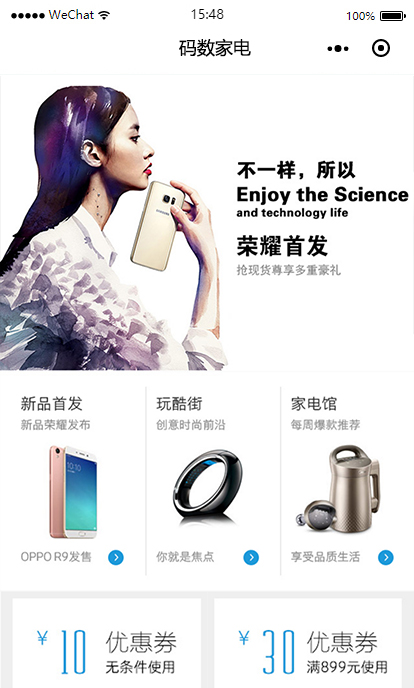 WeChat 15:48 100%
码数家电
不一样，所以
Enjoy the Science
and technology life
荣耀首发
抢现货尊享多重豪礼
SAMSUNG
新品首发 玩酷街 家电馆
新品荣耀发布 创意时尚前沿 每周爆款推荐
OPPO R9发售 你就是焦点 享受品质生活
¥ 10 优惠券 ¥ 30 优惠券
无条件使用 满899元使用